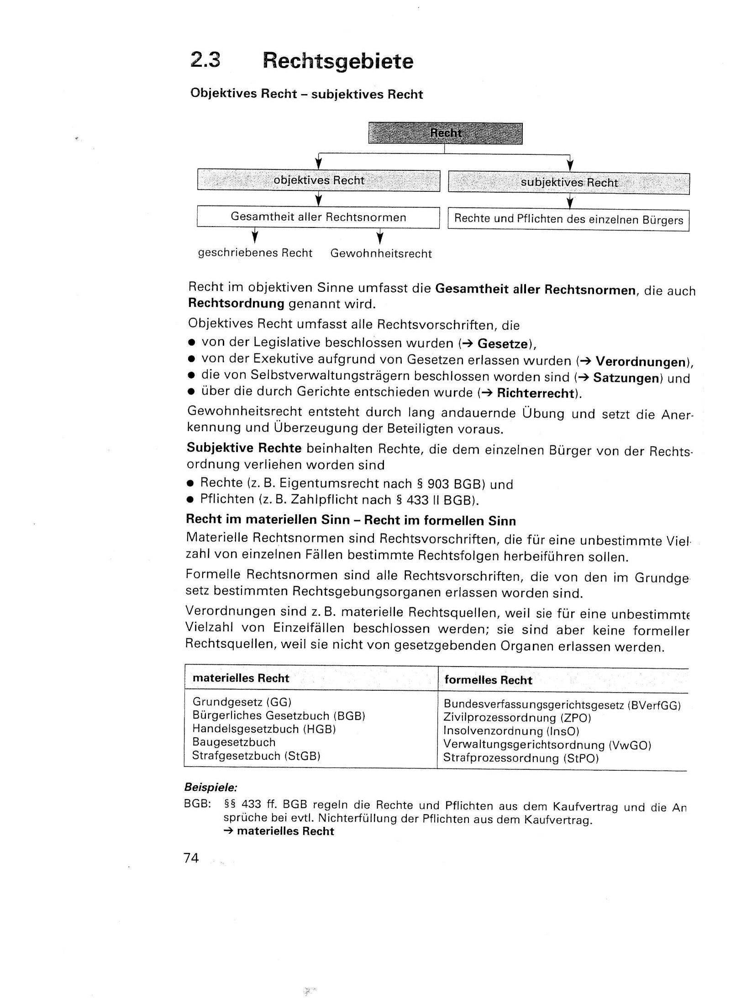 2.3 Rechtsgebiete
Objektives Recht – subjektives Recht
Recht
objektives Recht
subjektives Recht
Gesamtheit aller Rechtsnormen
Rechte und Pflichten des einzelnen Bürgers
geschriebenes Recht
Gewohnheitsrecht
Recht im objektiven Sinne umfasst die Gesamtheit aller Rechtsnormen, die auch
Rechtsordnung genannt wird.
Objektives Recht umfasst alle Rechtsvorschriften, die
● von der Legislative beschlossen wurden (→ Gesetze),
● von der Exekutive aufgrund von Gesetzen erlassen wurden (→ Verordnungen),
● die von Selbstverwaltungsträgern beschlossen worden sind (→ Satzungen) und
● über die durch Gerichte entschieden wurde (→ Richterrecht).
Gewohnheitsrecht entsteht durch lang andauernde Übung und setzt die Aner-
kennung und Überzeugung der Beteiligten voraus.
Subjektive Rechte beinhalten Rechte, die dem einzelnen Bürger von der Rechts-
ordnung verliehen worden sind
● Rechte (z. B. Eigentumsrecht nach § 903 BGB) und
● Pflichten (z. B. Zahlpflicht nach § 433 II BGB).
Recht im materiellen Sinn – Recht im formellen Sinn
Materielle Rechtsnormen sind Rechtsvorschriften, die für eine unbestimmte Viel-
zahl von einzelnen Fällen bestimmte Rechtsfolgen herbeiführen sollen.
Formelle Rechtsnormen sind alle Rechtsvorschriften, die von den im Grundge
setz bestimmten Rechtsgebungsorganen erlassen worden sind.
Verordnungen sind z. B. materielle Rechtsquellen, weil sie für eine unbestimmte
Vielzahl von Einzelfällen beschlossen werden; sie sind aber keine formeller
Rechtsquellen, weil sie nicht von gesetzgebenden Organen erlassen werden.
materielles Recht
formelles Recht
Grundgesetz (GG)
Bürgerliches Gesetzbuch (BGB)
Handelsgesetzbuch (HGB)
Baugesetzbuch
Strafgesetzbuch (StGB)
Bundesverfassungsgerichtsgesetz (BVerfGG)
Zivilprozessordnung (ZPO)
Insolvenzordnung (InsO)
Verwaltungsgerichtsordnung (VwGO)
Strafprozessordnung (StPO)
Beispiele:
BGB: §§ 433 ff. BGB regeln die Rechte und Pflichten aus dem Kaufvertrag und die An
sprüche bei evtl. Nichterfüllung der Pflichten aus dem Kaufvertrag.
→ materielles Recht
74